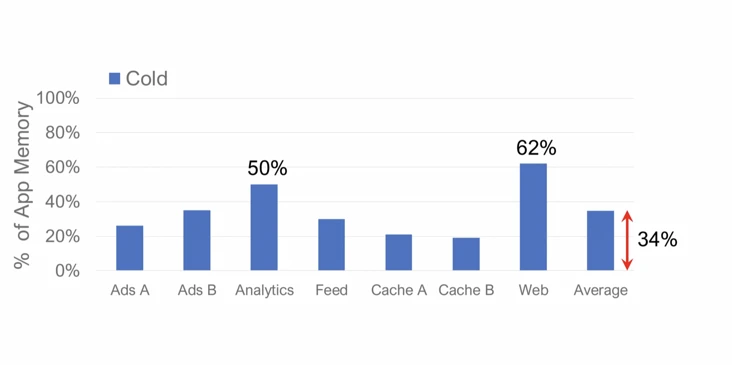 Cold
% of App Memory
100%
80%
60%
40%
20%
0%
50%
62%
34%
Ads A
Ads B
Analytics
Feed
Cache A
Cache B
Web
Average